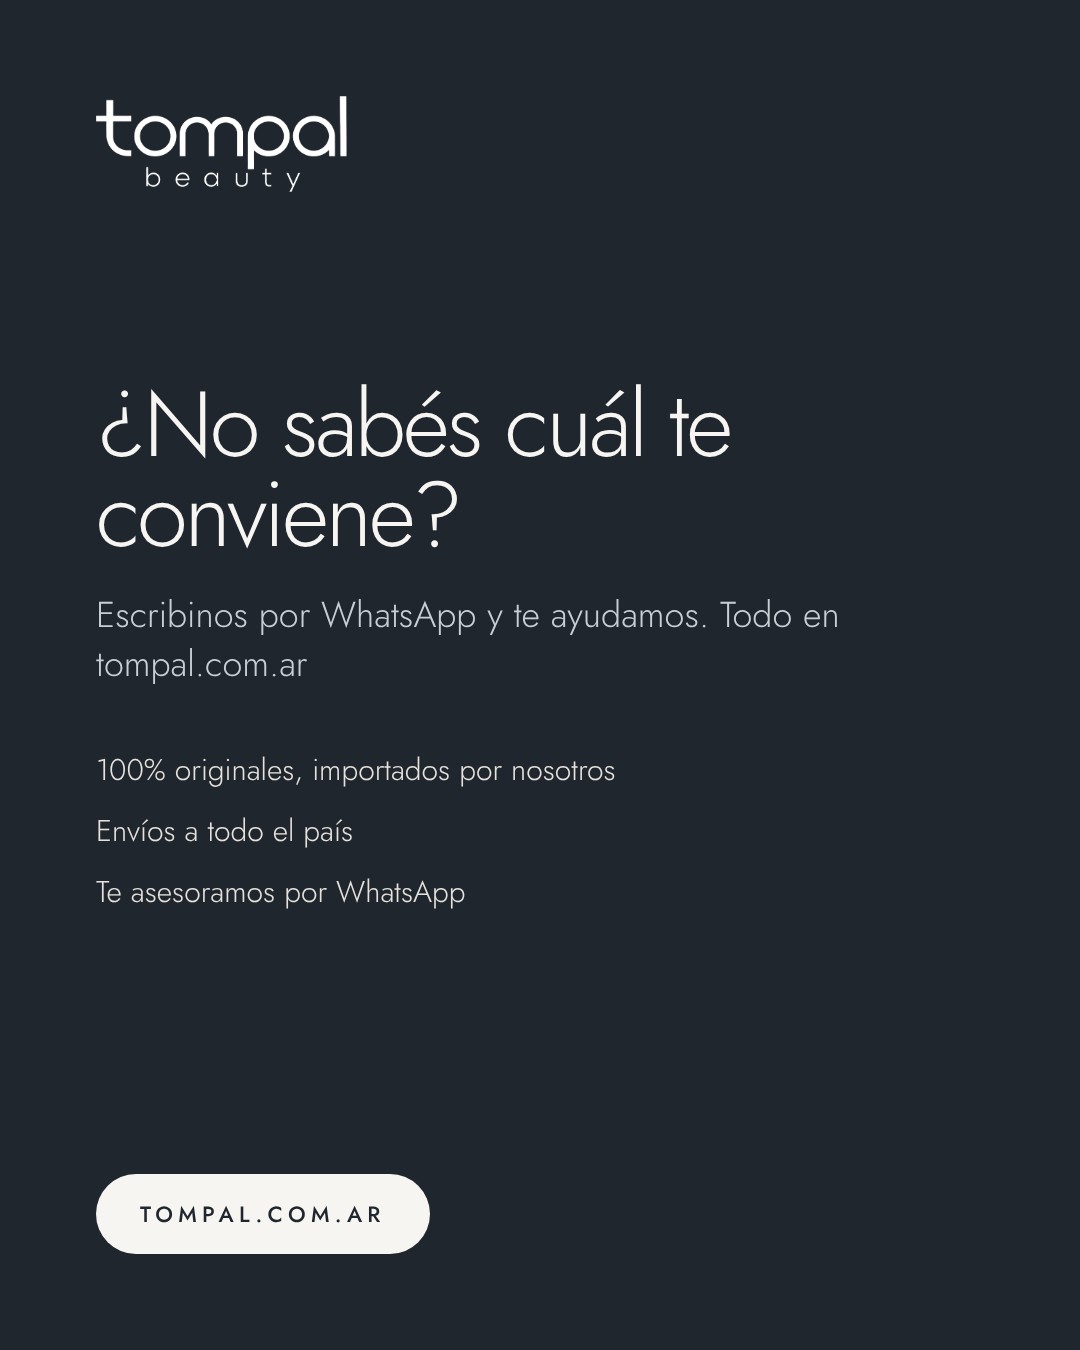 tompal
beauty
¿No sabés cuál te
conviene?
Escribinos por WhatsApp y te ayudamos. Todo en
tompal.com.ar
100% originales, importados por nosotros
Envíos a todo el país
Te asesoramos por WhatsApp
TOMPAL.COM.AR